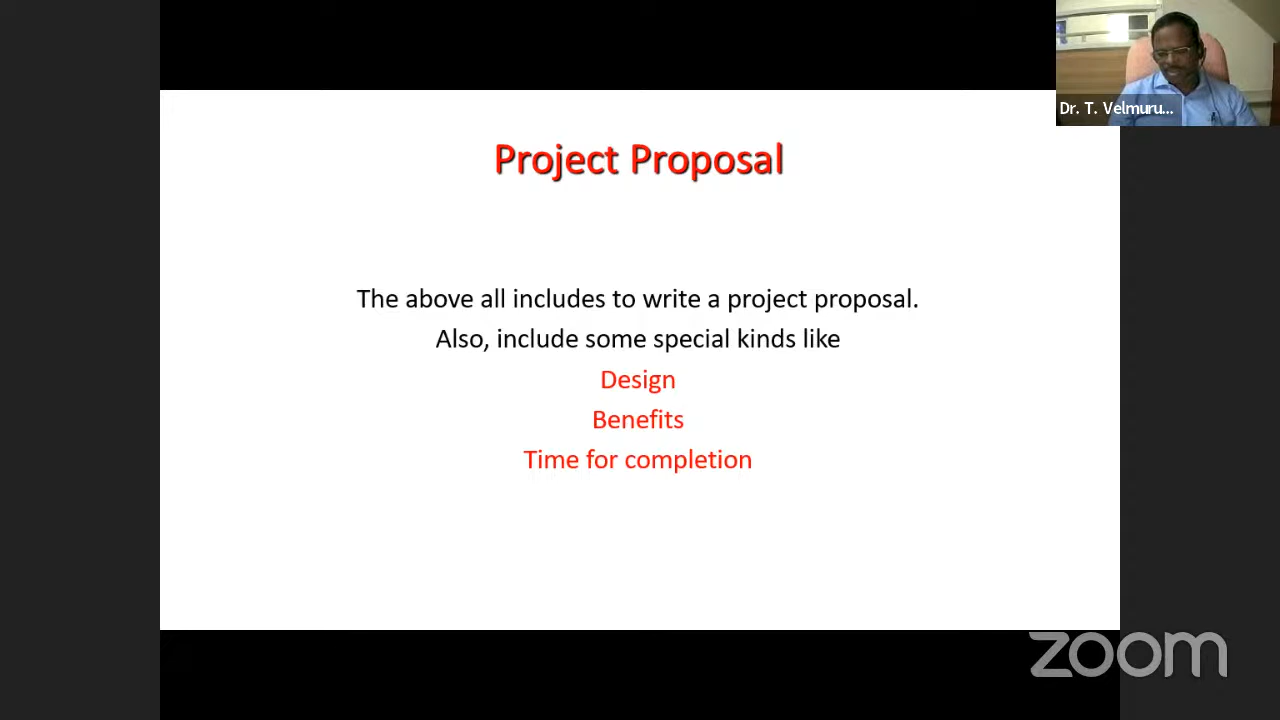 Dr. T. Velmuru...
Project Proposal
The above all includes to write a project proposal.
Also, include some special kinds like
Design
Benefits
Time for completion
zoom